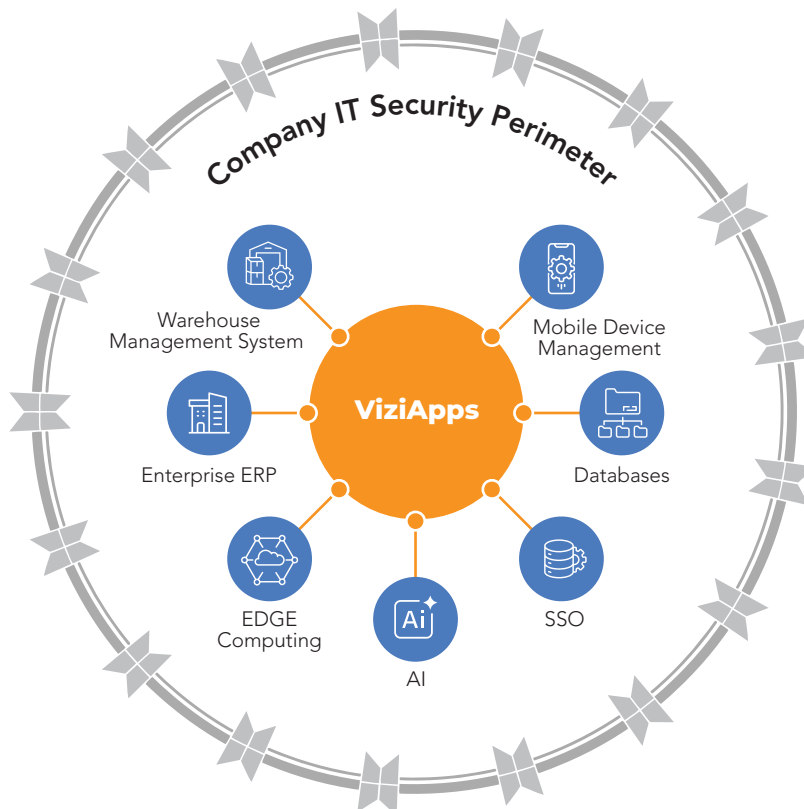 Company IT Security Perimeter
Warehouse
Management System
Mobile Device
Management
ViziApps
Enterprise ERP
Databases
EDGE
Computing
SSO
Ai
AI